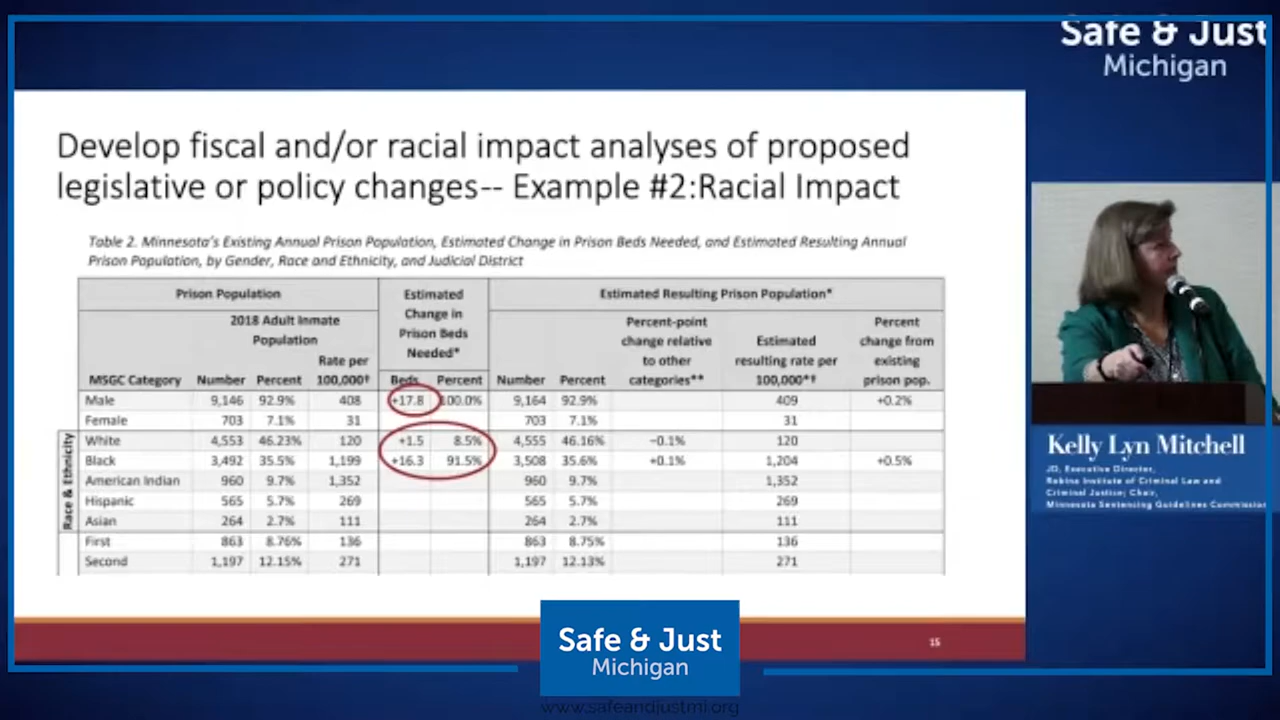 Safe & Just
Michigan
Develop fiscal and/or racial impact analyses of proposed
legislative or policy changes-- Example #2:Racial Impact
Table 2. Minnesota's Existing Annual Prison Population, Estimated Change in Prison Beds Needed, and Estimated Resulting Annual
Prison Population, by Gender, Race and Ethnicity, and Judicial District
Prison Population Estimated Change in Prison Beds Needed* Estimated Resulting Prison Population*
2018 Adult Inmate Population
MSGC Category Number Percent Rate per 100,000† Beds Percent Number Percent Percent-point change relative to other categories** Estimated resulting rate per 100,000*† Percent change from existing prison pop.
Male 9,146 92.9% 408 +17.8 100.0% 9,164 92.9% 409 +0.2%
Female 703 7.1% 31 703 7.1% 31
Race & Ethnicity
White 4,553 46.23% 120 +1.5 8.5% 4,555 46.16% −0.1% 120
Black 3,492 35.5% 1,199 +16.3 91.5% 3,508 35.6% +0.1% 1,204 +0.5%
American Indian 960 9.7% 1,352 960 9.7% 1,352
Hispanic 565 5.7% 269 565 5.7% 269
Asian 264 2.7% 111 264 2.7% 111
First 863 8.76% 136 863 8.75% 136
Second 1,197 12.15% 271 1,197 12.13% 271
15
Kelly Lyn Mitchell
JD, Executive Director,
Robina Institute of Criminal Law and
Criminal Justice; Chair,
Minnesota Sentencing Guidelines Commission
Safe & Just
Michigan
www.safeandjustmi.org